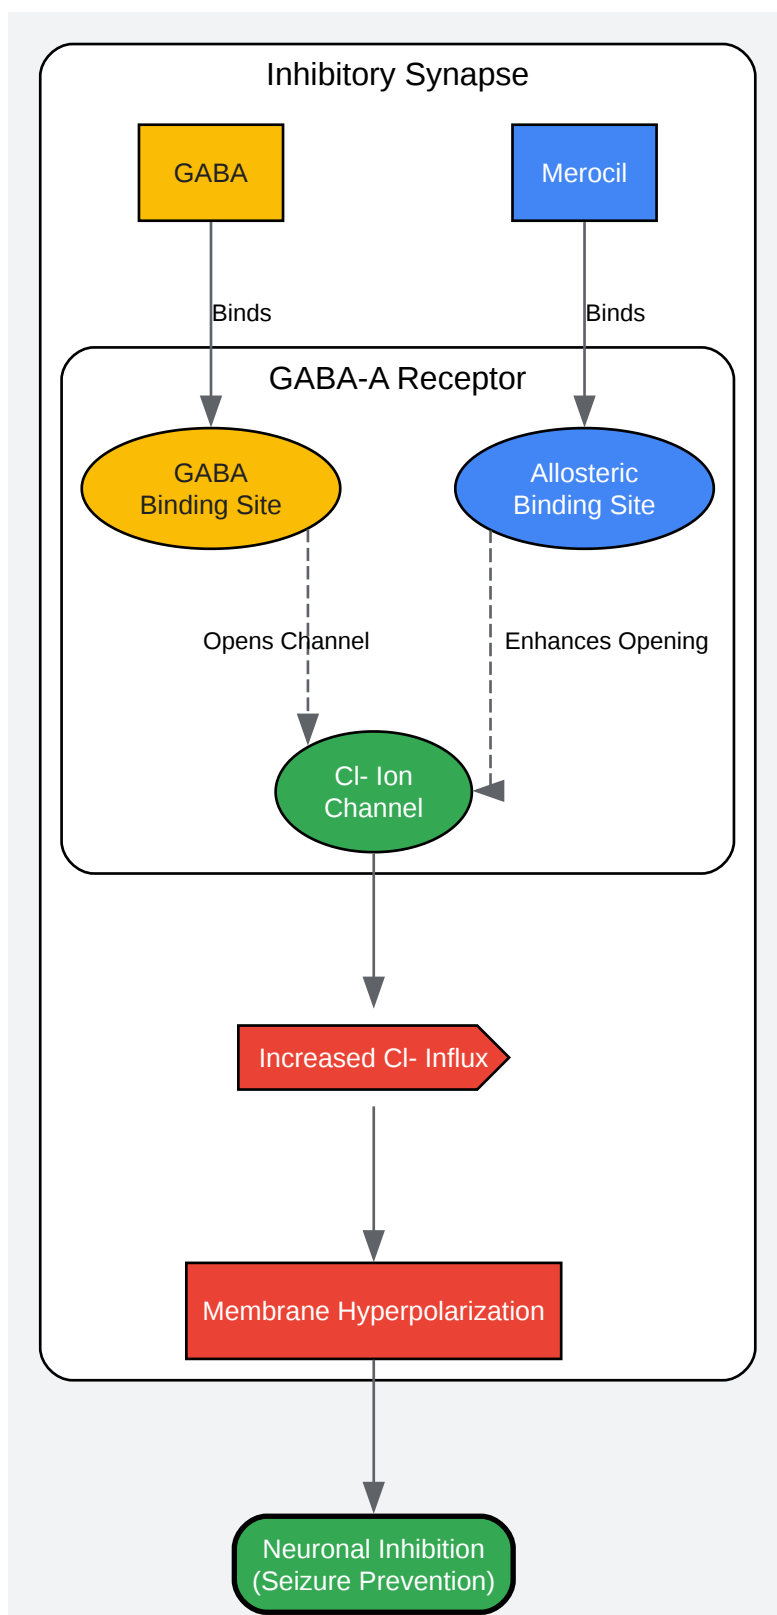 Inhibitory Synapse
GABA
Merocil
Binds
Binds
GABA-A Receptor
GABA
Binding Site
Allosteric
Binding Site
Opens Channel
Enhances Opening
Cl- Ion
Channel
Increased Cl- Influx
Membrane Hyperpolarization
Neuronal Inhibition
(Seizure Prevention)